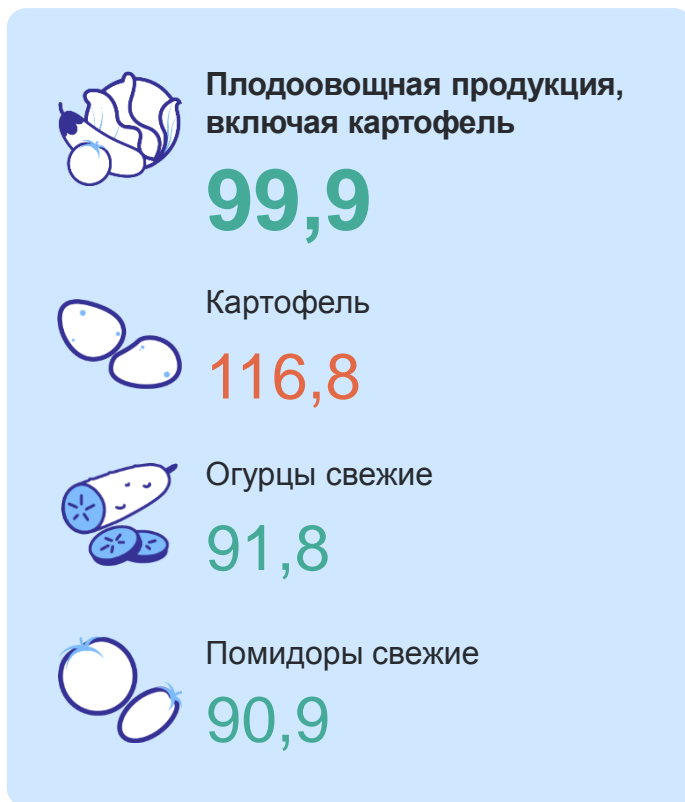 Плодоовощная продукция,
включая картофель
99,9
Картофель
116,8
Огурцы свежие
91,8
Помидоры свежие
90,9